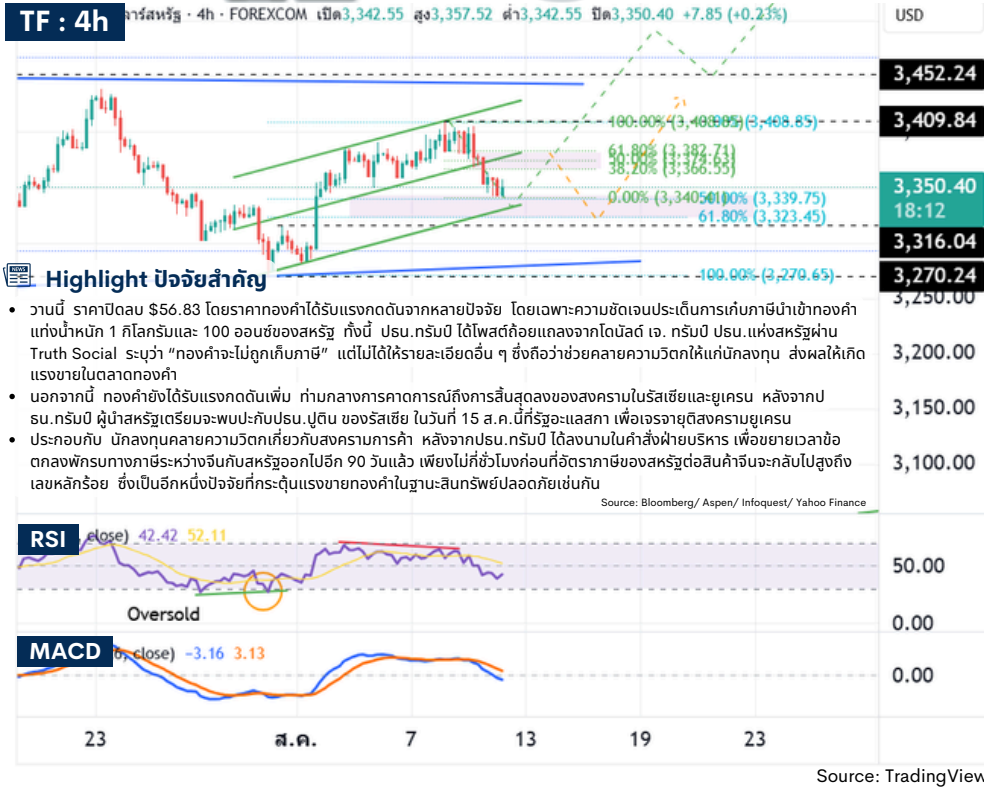 TF : 4h
าร์สหรัฐ · 4h · FOREXCOM เปิด3,342.55 สูง3,357.52 ต่ำ3,342.55 ปิด3,350.40 +7.85 (+0.23%)
USD
3,452.24
3,409.84
100.00% (3,408.85)
(3,408.85)
61.80% (3,382.71)
50.00% (3,374.63)
38.20% (3,366.55)
3,350.40
18:12
0.00% (3,340.41)
50.00% (3,339.75)
61.80% (3,323.45)
3,316.04
100.00% (3,270.65)
3,270.24
3,250.00
3,200.00
3,150.00
3,100.00
NEWS
Highlight ปัจจัยสำคัญ
• วานนี้ ราคาปิดลบ $56.83 โดยราคาทองคำได้รับแรงกดดันจากหลายปัจจัย โดยเฉพาะความชัดเจนประเด็นการเก็บภาษีนำเข้าทองคำ
แท่งน้ำหนัก 1 กิโลกรัมและ 100 ออนซ์ของสหรัฐ ทั้งนี้ ปธน.ทรัมป์ ได้โพสต์ถ้อยแถลงจากโดนัลด์ เจ. ทรัมป์ ปธน.แห่งสหรัฐผ่าน
Truth Social ระบุว่า “ทองคำจะไม่ถูกเก็บภาษี” แต่ไม่ได้ให้รายละเอียดอื่น ๆ ซึ่งถือว่าช่วยคลายความวิตกให้แก่นักลงทุน ส่งผลให้เกิด
แรงขายในตลาดทองคำ
• นอกจากนี้ ทองคำยังได้รับแรงกดดันเพิ่ม ท่ามกลางการคาดการณ์ถึงการสิ้นสุดลงของสงครามในรัสเซียและยูเครน หลังจากป
ธน.ทรัมป์ ผู้นำสหรัฐเตรียมจะพบปะกับปธน.ปูติน ของรัสเซีย ในวันที่ 15 ส.ค.นี้ที่รัฐอะแลสกา เพื่อเจรจายุติสงครามยูเครน
• ประกอบกับ นักลงทุนคลายความวิตกเกี่ยวกับสงครามการค้า หลังจากปธน.ทรัมป์ ได้ลงนามในคำสั่งฝ่ายบริหาร เพื่อขยายเวลาข้อ
ตกลงพักรบทางภาษีระหว่างจีนกับสหรัฐออกไปอีก 90 วันแล้ว เพียงไม่กี่ชั่วโมงก่อนที่อัตราภาษีของสหรัฐต่อสินค้าจีนจะกลับไปสูงถึง
เลขหลักร้อย ซึ่งเป็นอีกหนึ่งปัจจัยที่กระตุ้นแรงขายทองคำในฐานะสินทรัพย์ปลอดภัยเช่นกัน
Source: Bloomberg/ Aspen/ Infoquest/ Yahoo Finance
RSI close) 42.42 52.11
50.00
Oversold
0.00
MACD close) −3.16 3.13
0.00
23 ส.ค. 7 13 19 23
Source: TradingView